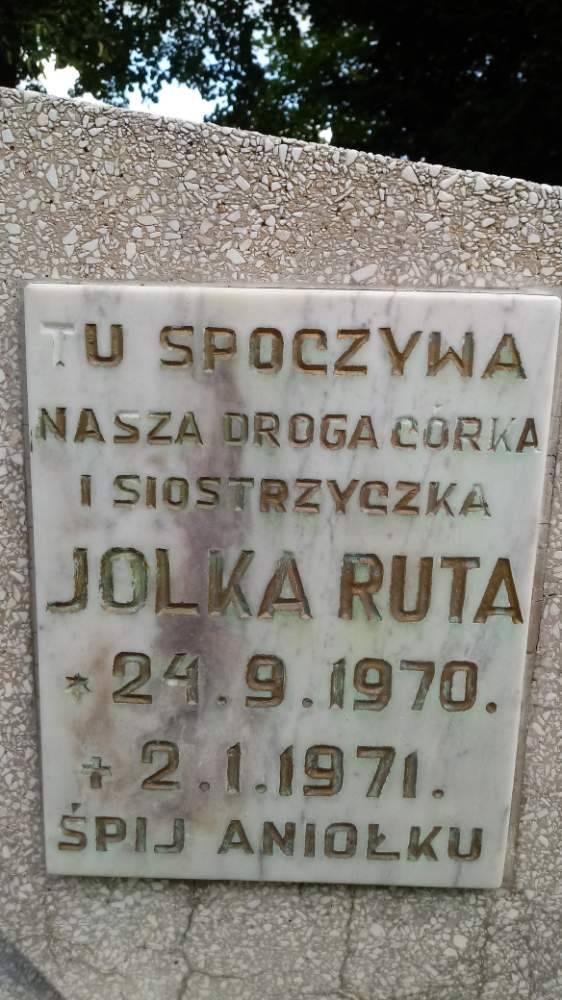 TU SPOCZYWA
NASZA DROGA CÓRKA
I SIOSTRZYCZKA
JOLKA RUTA
* 24.9.1970.
+ 2.1.1971.
ŚPIJ ANIOŁKU